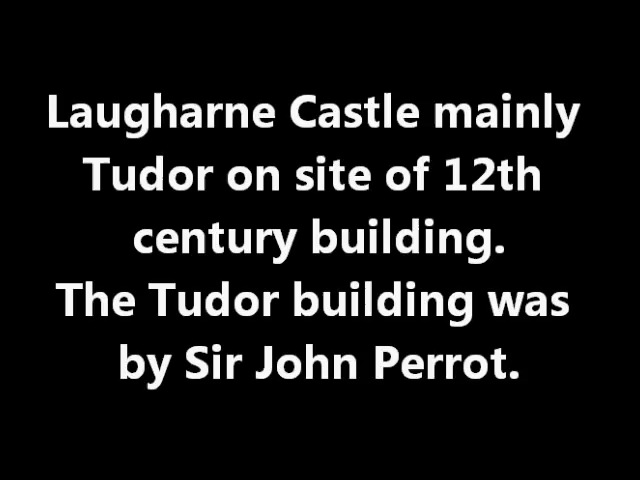 Laugharne Castle mainly
Tudor on site of 12th
century building.
The Tudor building was
by Sir John Perrot.